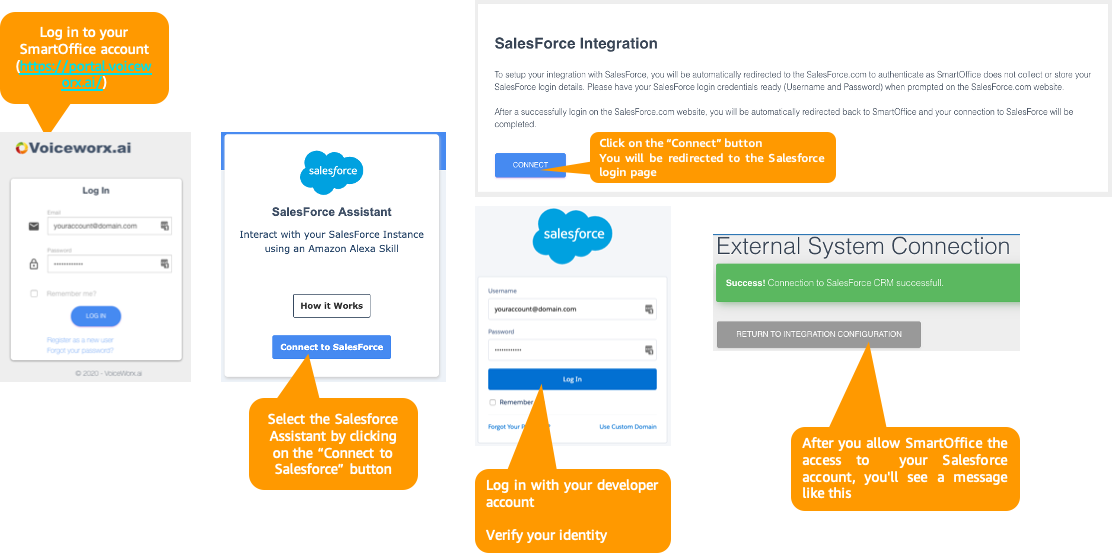 Log in to your
SmartOffice account
(https://portal.voicew
orx.ai/)
Voiceworx.ai
Log In
Email
youraccount@domain.com
Password
••••••••••••
Remember me?
LOG IN
Register as a new user
Forgot your password?
© 2020 - VoiceWorx.ai
salesforce
SalesForce Assistant
Interact with your SalesForce Instance
using an Amazon Alexa Skill
How it Works
Connect to SalesForce
Select the Salesforce
Assistant by clicking
on the “Connect to
Salesforce” button
SalesForce Integration
To setup your integration with SalesForce, you will be automatically redirected to the SalesForce.com to authenticate as SmartOffice does not collect or store your
SalesForce login details. Please have your SalesForce login credentials ready (Username and Password) when prompted on the SalesForce.com website.
After a successfully login on the SalesForce.com website, you will be automatically redirected back to SmartOffice and your connection to SalesForce will be
completed.
CONNECT
Click on the “Connect” button
You will be redirected to the Salesforce
login page
salesforce
Username
youraccount@domain.com
Password
••••••••••••
Log In
Remember
Forgot Your P
Use Custom Domain
Log in with your developer
account
Verify your identity
External System Connection
Success! Connection to SalesForce CRM successfull.
RETURN TO INTEGRATION CONFIGURATION
After you allow SmartOffice the
access to your Salesforce
account, you'll see a message
like this